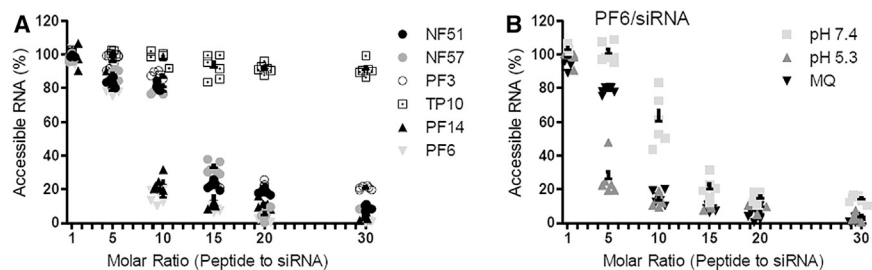 A
Accessible RNA (%)
120
100
80
60
40
20
0
1
5
10
15
20
30
Molar Ratio (Peptide to siRNA)
NF51
NF57
PF3
TP10
PF14
PF6
B
PF6/siRNA
Accessible RNA (%)
120
100
80
60
40
20
0
1
5
10
15
20
30
Molar Ratio (Peptide to siRNA)
pH 7.4
pH 5.3
MQ